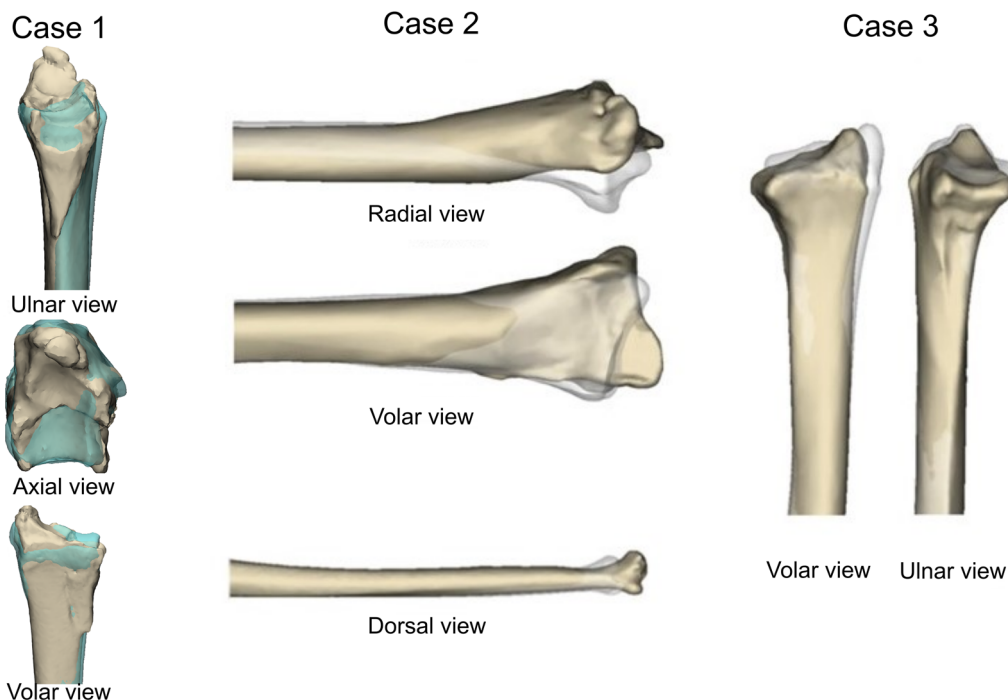 Case 1
Ulnar view
Axial view
Volar view
Case 2
Radial view
Volar view
Dorsal view
Case 3
Volar view
Ulnar view